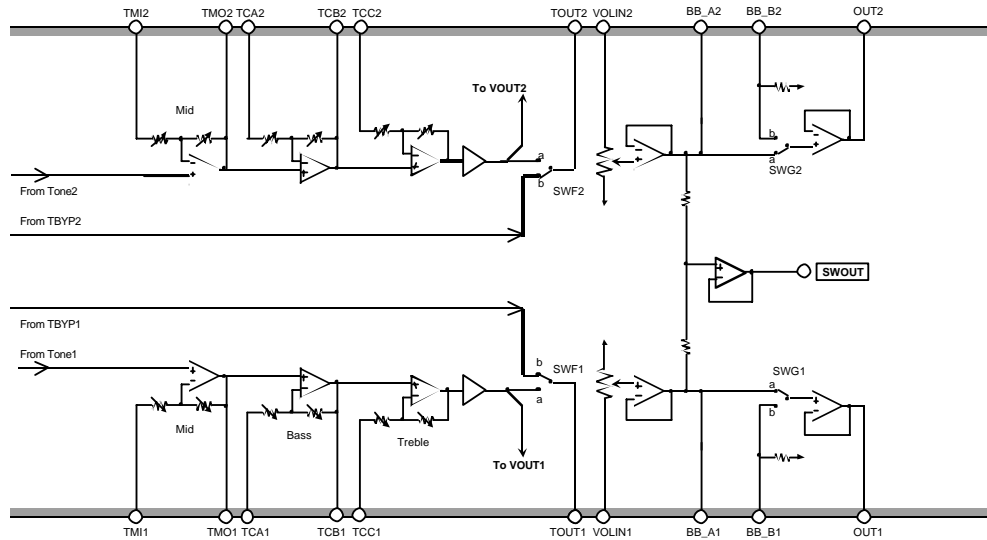 TMI2 TMO2 TCA2 TCB2 TCC2 TOUT2 VOLIN2 BB_A2 BB_B2 OUT2
To VOUT2
Mid
a
b
SWF2
b
a
SWG2
From Tone2
From TBYP2
SWOUT
From TBYP1
From Tone1
b
a
SWF1
SWG1
a
b
Mid
Bass
Treble
To VOUT1
TMI1 TMO1 TCA1 TCB1 TCC1 TOUT1 VOLIN1 BB_A1 BB_B1 OUT1